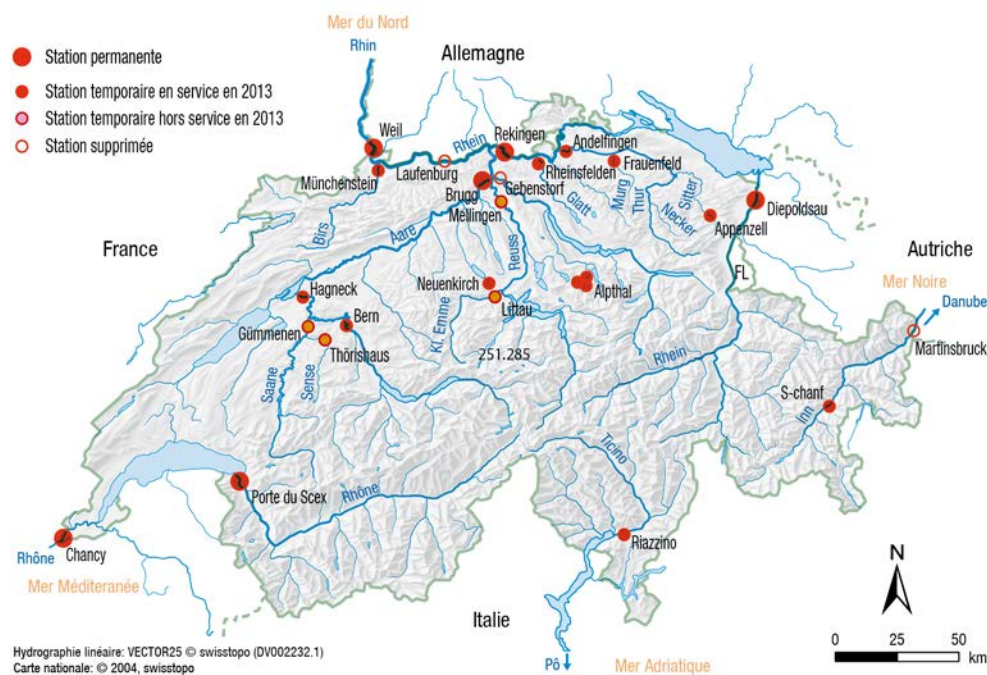 Mer du Nord
Rhin
Allemagne
Station permanente
Station temporaire en service en 2013
Station temporaire hors service en 2013
Station supprimée
Weil
Rhein
Rekingen
Andelfingen
Münchenstein
Laufenburg
Rheinsfelden
Frauenfeld
Brugg
Gebenstorf
Mellingen
Glatt
Murg
Thur
Sitter
Necker
Diepoldsau
Appenzell
Birs
Aare
Reuss
France
Autriche
FL
Mer Noire
Danube
Hagneck
Neuenkirch
Alpthal
Bern
Littau
Kl. Emme
Gümmenen
Thörishaus
Martinsbruck
251.285
Rhein
Saane
Sense
S-chanf
Inn
Ticino
Porte du Scex
Rhône
Riazzino
Rhône
Chancy
Mer Méditeranée
N
Italie
0 25 50
km
Hydrographie linéaire: VECTOR25 © swisstopo (DV002232.1)
Carte nationale: © 2004, swisstopo
Pô
Mer Adriatique